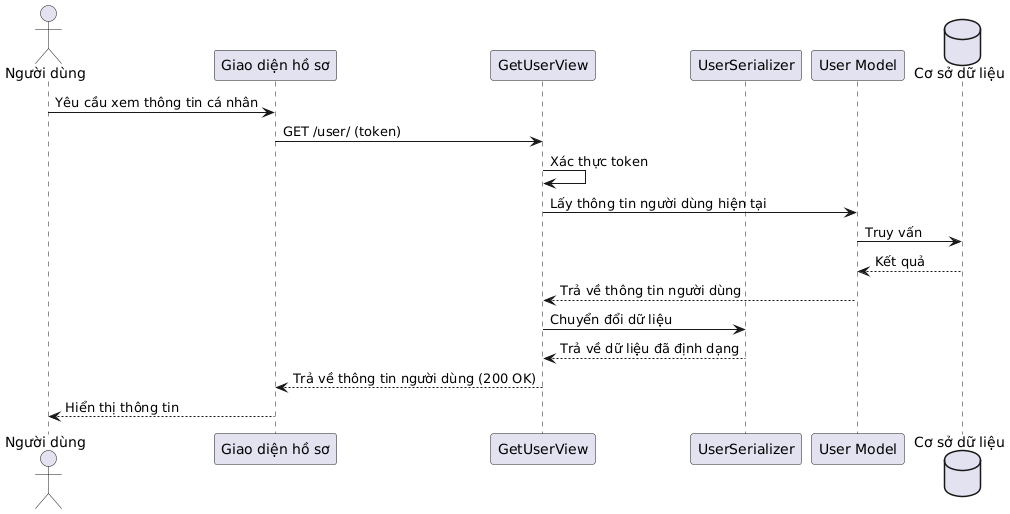 Người dùng
Giao diện hồ sơ
GetUserView
UserSerializer
User Model
Cơ sở dữ liệu
Yêu cầu xem thông tin cá nhân
GET /user/ (token)
Xác thực token
Lấy thông tin người dùng hiện tại
Truy vấn
Kết quả
Trả về thông tin người dùng
Chuyển đổi dữ liệu
Trả về dữ liệu đã định dạng
Trả về thông tin người dùng (200 OK)
Hiển thị thông tin
Người dùng
Giao diện hồ sơ
GetUserView
UserSerializer
User Model
Cơ sở dữ liệu